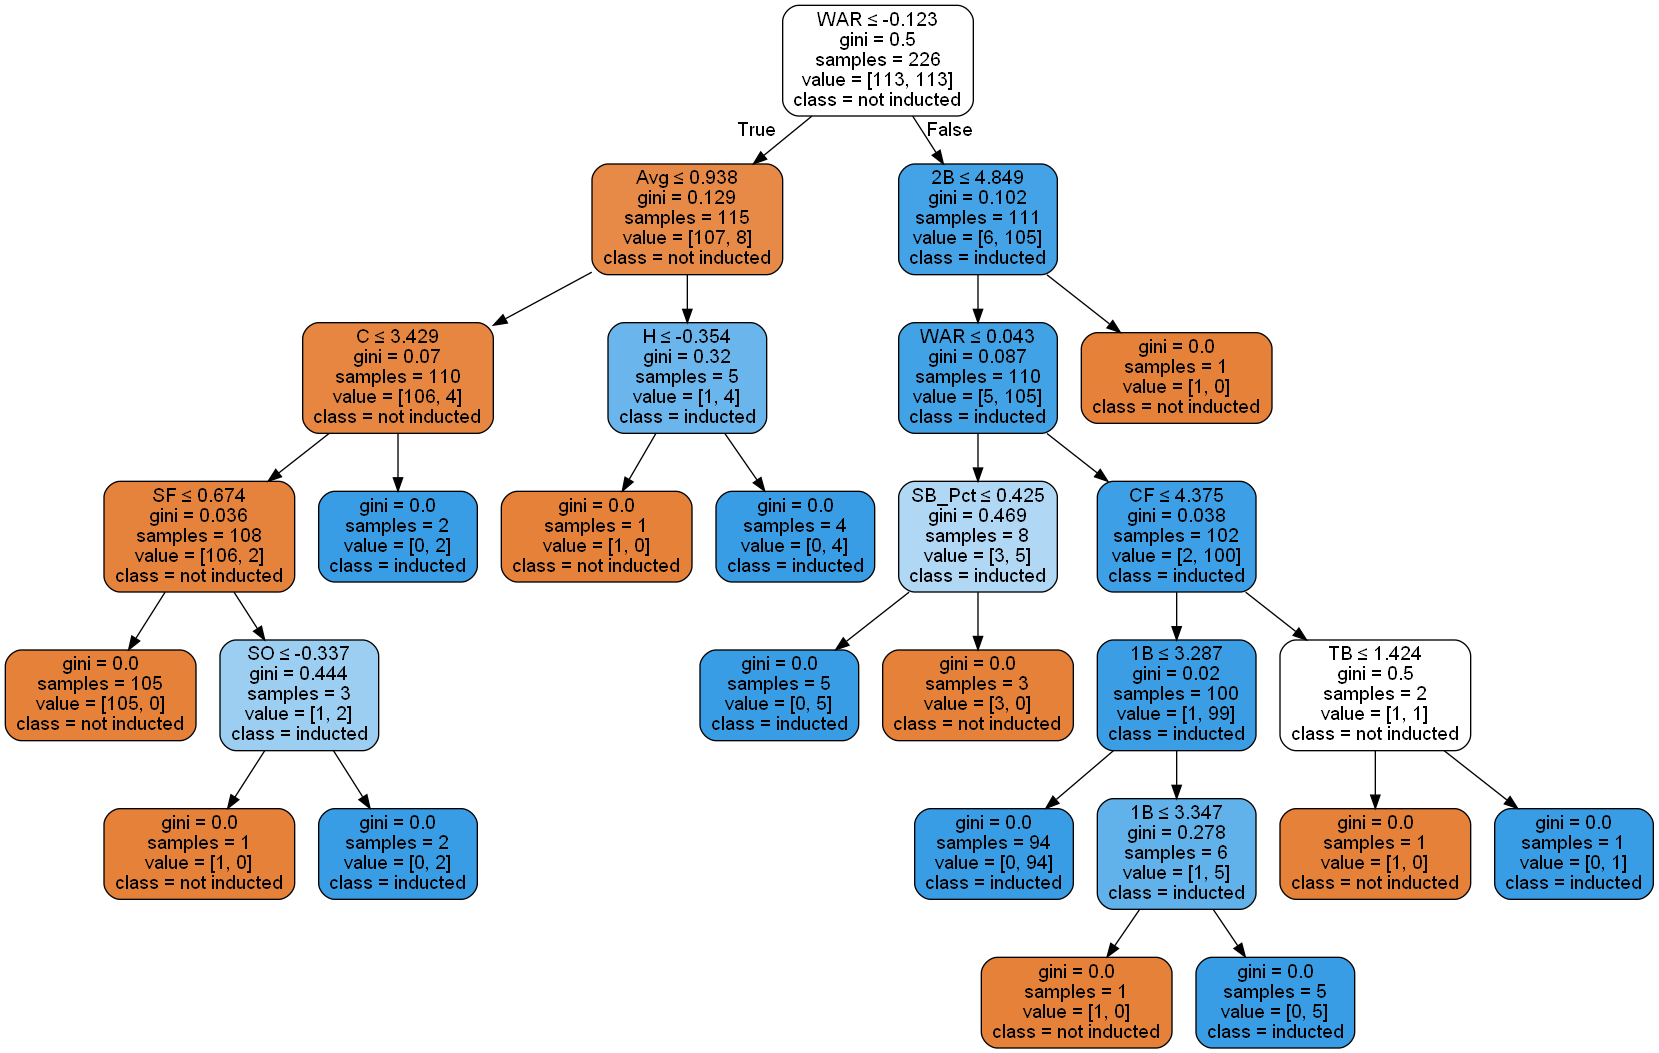 WAR ≤ -0.123
gini = 0.5
samples = 226
value = [113, 113]
class = not inducted
True
False
Avg ≤ 0.938
gini = 0.129
samples = 115
value = [107, 8]
class = not inducted
2B ≤ 4.849
gini = 0.102
samples = 111
value = [6, 105]
class = inducted
C ≤ 3.429
gini = 0.07
samples = 110
value = [106, 4]
class = not inducted
H ≤ -0.354
gini = 0.32
samples = 5
value = [1, 4]
class = inducted
WAR ≤ 0.043
gini = 0.087
samples = 110
value = [5, 105]
class = inducted
gini = 0.0
samples = 1
value = [1, 0]
class = not inducted
SF ≤ 0.674
gini = 0.036
samples = 108
value = [106, 2]
class = not inducted
gini = 0.0
samples = 2
value = [0, 2]
class = inducted
gini = 0.0
samples = 1
value = [1, 0]
class = not inducted
gini = 0.0
samples = 4
value = [0, 4]
class = inducted
SB_Pct ≤ 0.425
gini = 0.469
samples = 8
value = [3, 5]
class = inducted
CF ≤ 4.375
gini = 0.038
samples = 102
value = [2, 100]
class = inducted
gini = 0.0
samples = 105
value = [105, 0]
class = not inducted
SO ≤ -0.337
gini = 0.444
samples = 3
value = [1, 2]
class = inducted
gini = 0.0
samples = 5
value = [0, 5]
class = inducted
gini = 0.0
samples = 3
value = [3, 0]
class = not inducted
1B ≤ 3.287
gini = 0.02
samples = 100
value = [1, 99]
class = inducted
TB ≤ 1.424
gini = 0.5
samples = 2
value = [1, 1]
class = not inducted
gini = 0.0
samples = 1
value = [1, 0]
class = not inducted
gini = 0.0
samples = 2
value = [0, 2]
class = inducted
gini = 0.0
samples = 94
value = [0, 94]
class = inducted
1B ≤ 3.347
gini = 0.278
samples = 6
value = [1, 5]
class = inducted
gini = 0.0
samples = 1
value = [1, 0]
class = not inducted
gini = 0.0
samples = 1
value = [0, 1]
class = inducted
gini = 0.0
samples = 1
value = [1, 0]
class = not inducted
gini = 0.0
samples = 5
value = [0, 5]
class = inducted